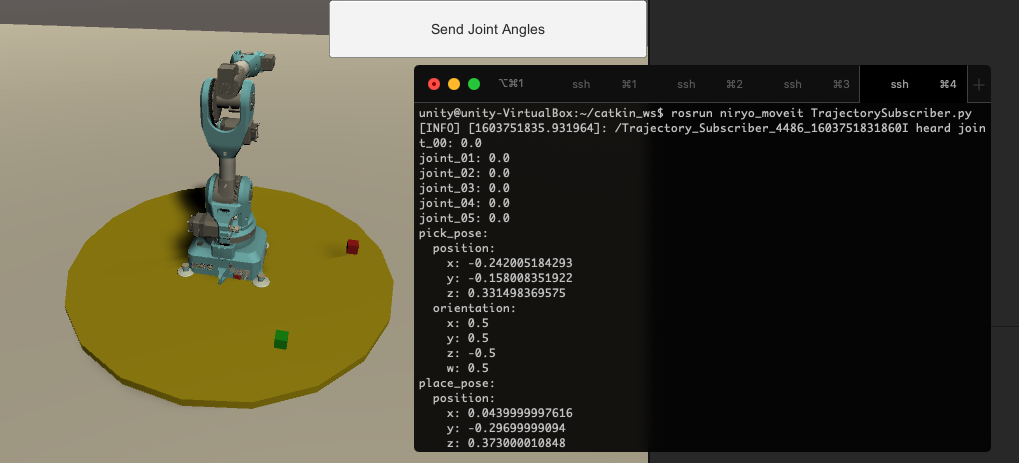 Send Joint Angles
⌥⌘1 ssh ⌘1 ssh ⌘2 ssh ⌘3 ssh ⌘4 +
unity@unity-VirtualBox:~/catkin_ws$ rosrun niryo_moveit TrajectorySubscriber.py
[INFO] [1603751835.931964]: /Trajectory_Subscriber_4486_1603751831860I heard join
t_00: 0.0
joint_01: 0.0
joint_02: 0.0
joint_03: 0.0
joint_04: 0.0
joint_05: 0.0
pick_pose:
  position:
    x: -0.242005184293
    y: -0.158008351922
    z: 0.331498369575
  orientation:
    x: 0.5
    y: 0.5
    z: -0.5
    w: 0.5
place_pose:
  position:
    x: 0.0439999997616
    y: -0.29699999094
    z: 0.373000010848